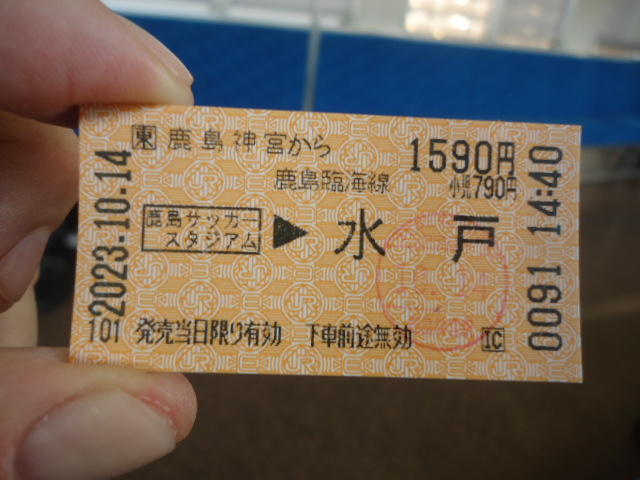 東 鹿島神宮から 1590円
鹿島臨海線 小児790円
鹿島サッカースタジアム ▶ 水戸
2023.10.14
0091 14:40
101 発売当日限り有効 下車前途無効 IC